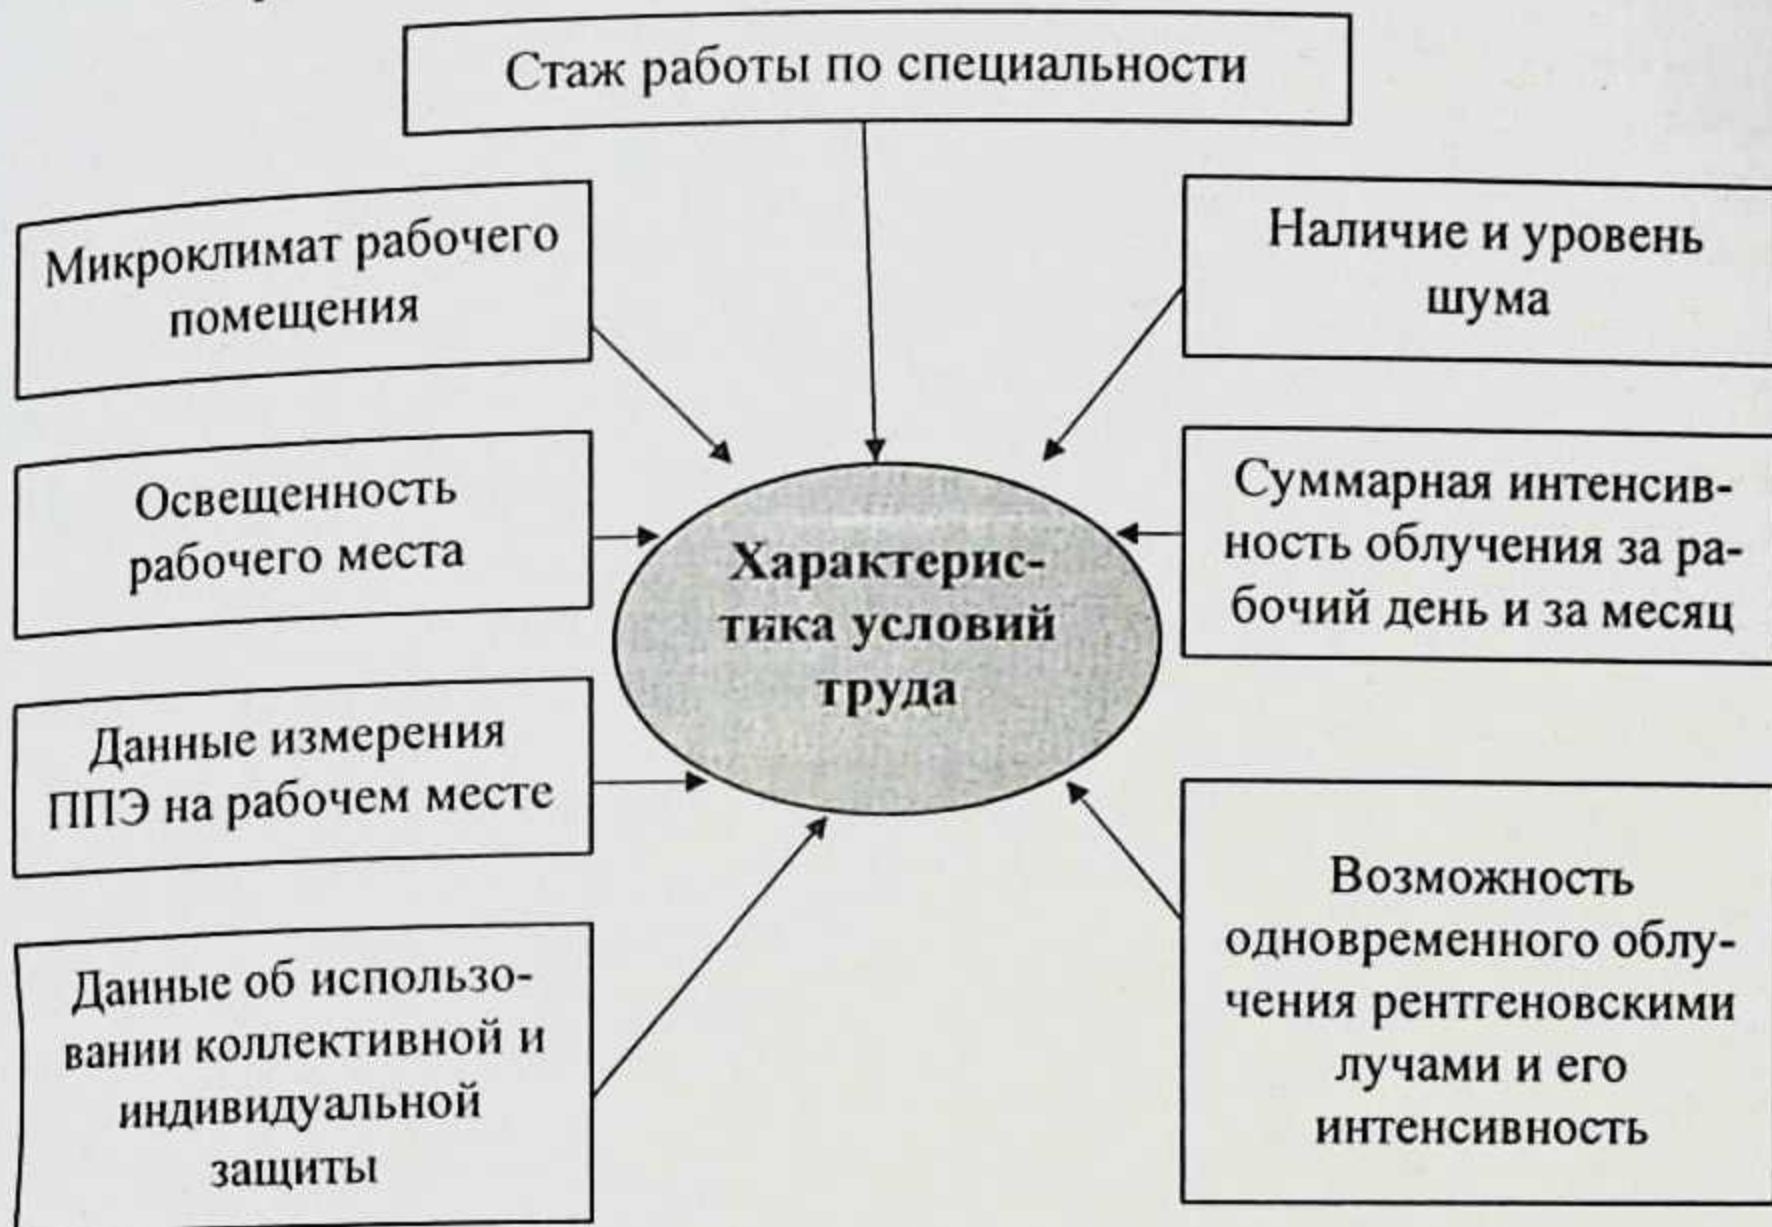 Стаж работы по специальности
Микроклимат рабочего
помещения
Освещенность
рабочего места
Данные измерения
ППЭ на рабочем месте
Данные об использо-
вании коллективной и
индивидуальной
защиты
Характерис-
тика условий
труда
Наличие и уровень
шума
Суммарная интенсив-
ность облучения за ра-
бочий день и за месяц
Возможность
одновременного облу-
чения рентгеновскими
лучами и его
интенсивность